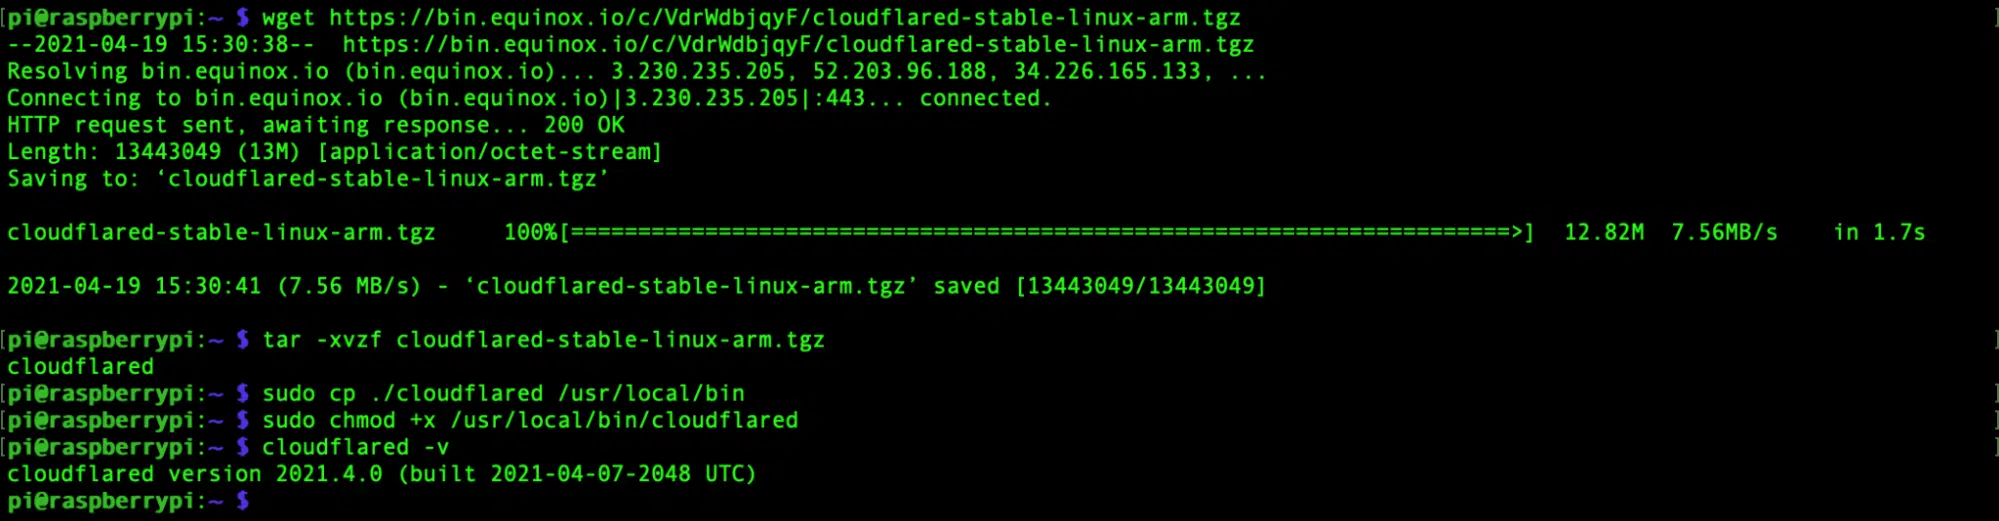 [pi@raspberrypi:~ $ wget https://bin.equinox.io/c/VdrWdbjqyF/cloudflared-stable-linux-arm.tgz ]
--2021-04-19 15:30:38--  https://bin.equinox.io/c/VdrWdbjqyF/cloudflared-stable-linux-arm.tgz
Resolving bin.equinox.io (bin.equinox.io)... 3.230.235.205, 52.203.96.188, 34.226.165.133, ...
Connecting to bin.equinox.io (bin.equinox.io)|3.230.235.205|:443... connected.
HTTP request sent, awaiting response... 200 OK
Length: 13443049 (13M) [application/octet-stream]
Saving to: ‘cloudflared-stable-linux-arm.tgz’
cloudflared-stable-linux-arm.tgz     100%[======================================================================>]  12.82M  7.56MB/s    in 1.7s
2021-04-19 15:30:41 (7.56 MB/s) - ‘cloudflared-stable-linux-arm.tgz’ saved [13443049/13443049]
[pi@raspberrypi:~ $ tar -xvzf cloudflared-stable-linux-arm.tgz ]
cloudflared
[pi@raspberrypi:~ $ sudo cp ./cloudflared /usr/local/bin ]
[pi@raspberrypi:~ $ sudo chmod +x /usr/local/bin/cloudflared ]
[pi@raspberrypi:~ $ cloudflared -v ]
cloudflared version 2021.4.0 (built 2021-04-07-2048 UTC)
pi@raspberrypi:~ $